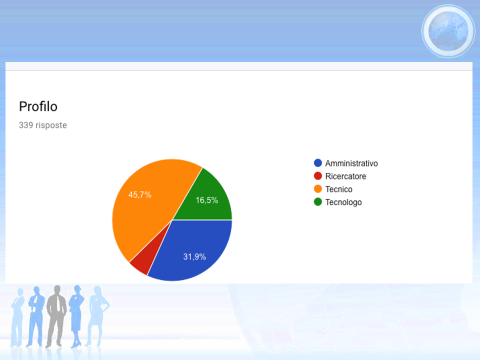 Profilo
339 risposte
45,7%
16,5%
31,9%
Amministrativo
Ricercatore
Tecnico
Tecnologo